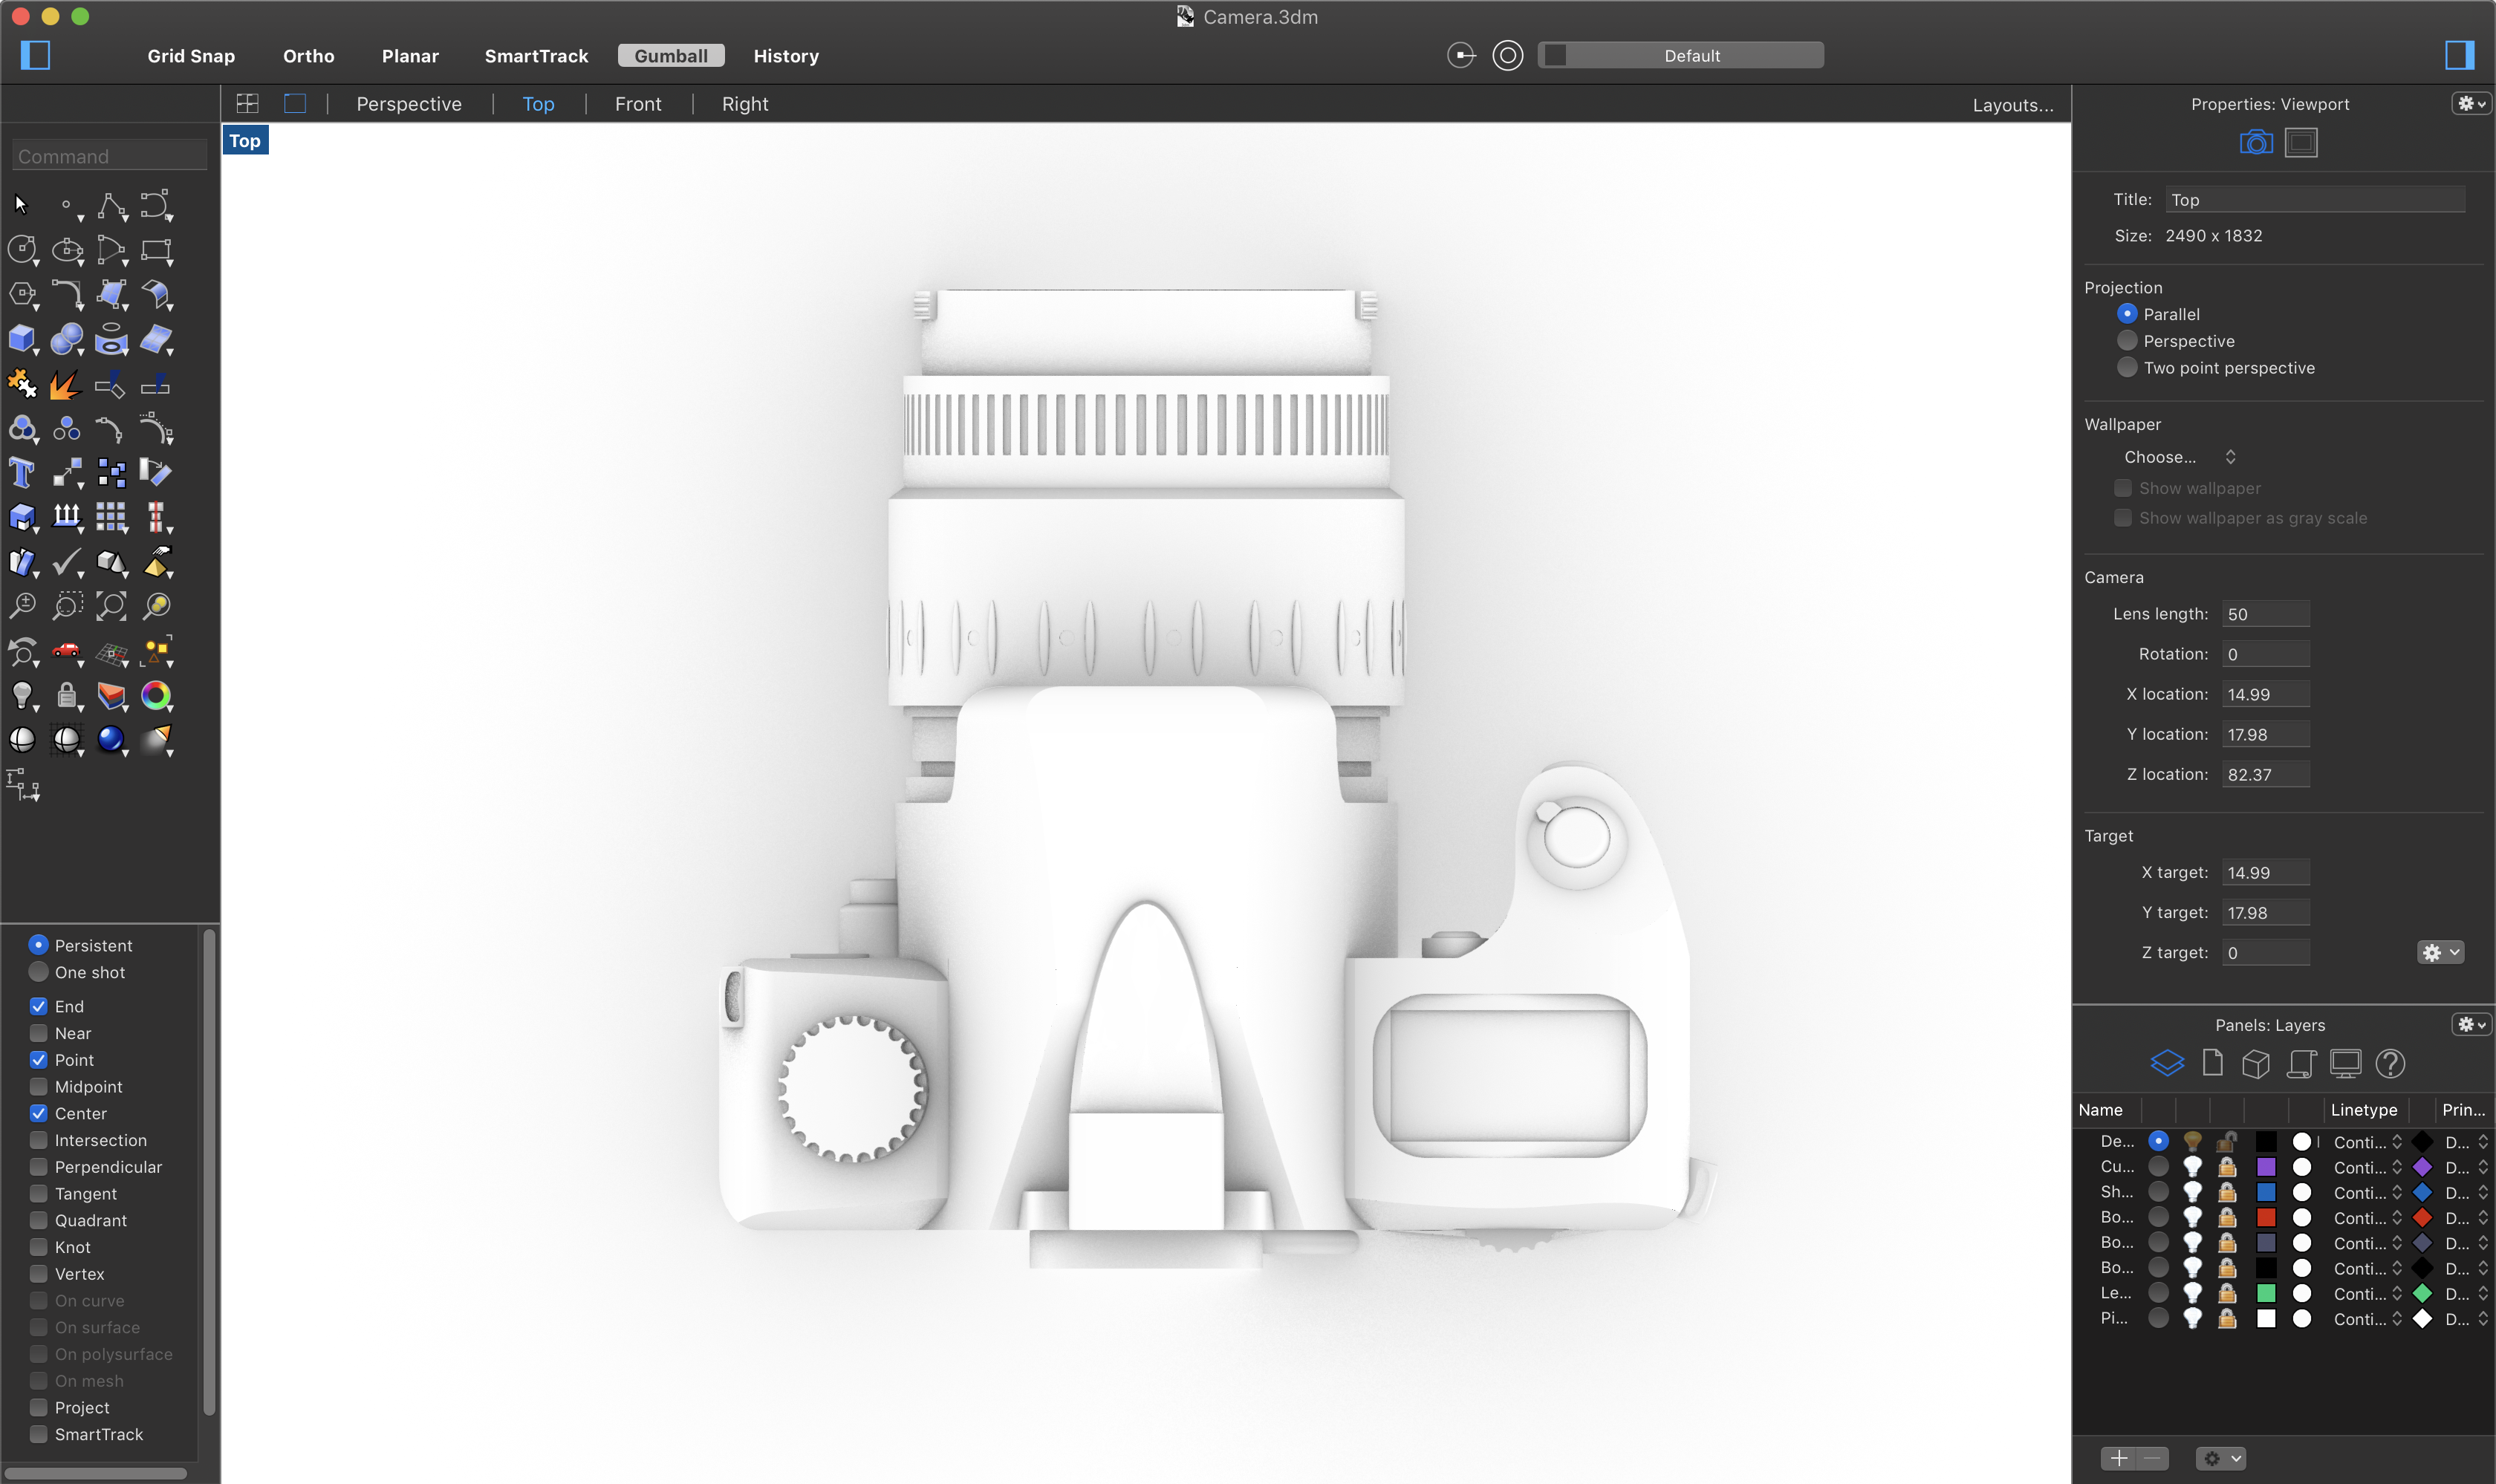 Camera.3dm
Grid Snap Ortho Planar SmartTrack Gumball History Default
Perspective Top Front Right Layouts...
Top
Command
Persistent
One shot
End
Near
Point
Midpoint
Center
Intersection
Perpendicular
Tangent
Quadrant
Knot
Vertex
On curve
On surface
On polysurface
On mesh
Project
SmartTrack
Properties: Viewport
Title: Top
Size: 2490 x 1832
Projection
Parallel
Perspective
Two point perspective
Wallpaper
Choose...
Show wallpaper
Show wallpaper as gray scale
Camera
Lens length: 50
Rotation: 0
X location: 14.99
Y location: 17.98
Z location: 82.37
Target
X target: 14.99
Y target: 17.98
Z target: 0
Panels: Layers
Name Linetype Prin...
De... Conti... D...
Cu... Conti... D...
Sh... Conti... D...
Bo... Conti... D...
Bo... Conti... D...
Bo... Conti... D...
Le... Conti... D...
Pi... Conti... D...